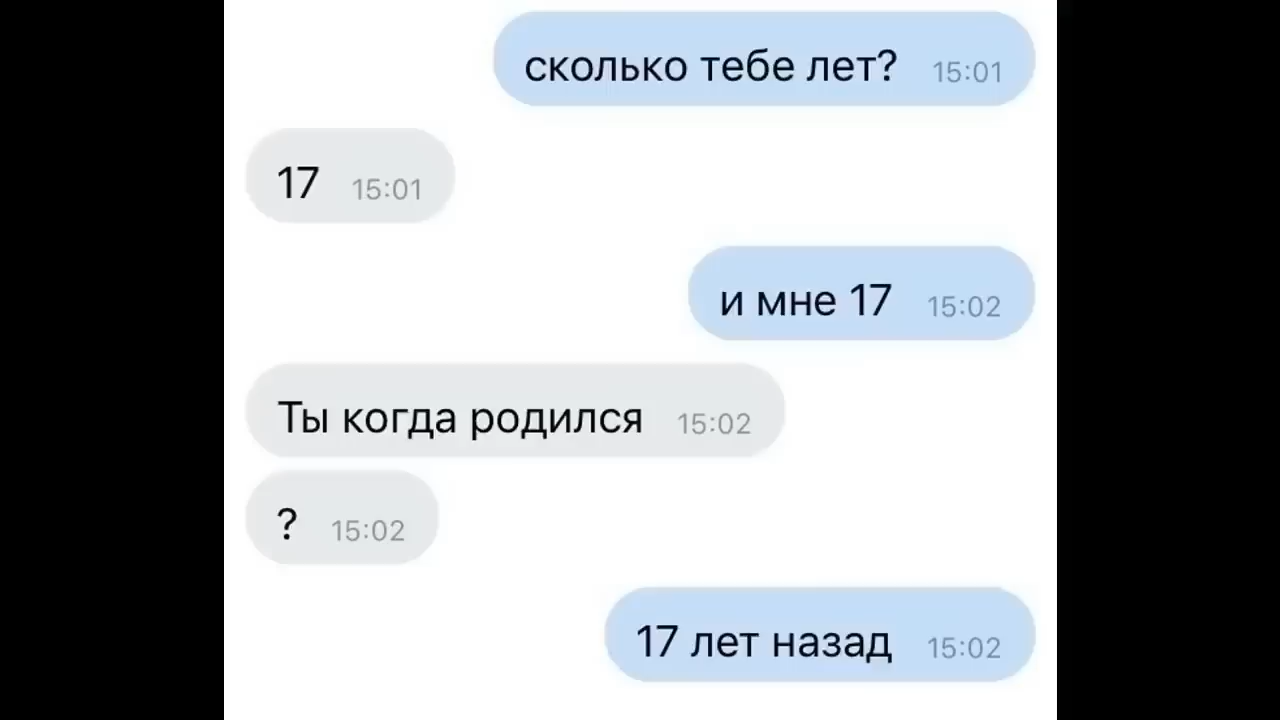 сколько тебе лет? 15:01
17 15:01
и мне 17 15:02
Ты когда родился 15:02
? 15:02
17 лет назад 15:02